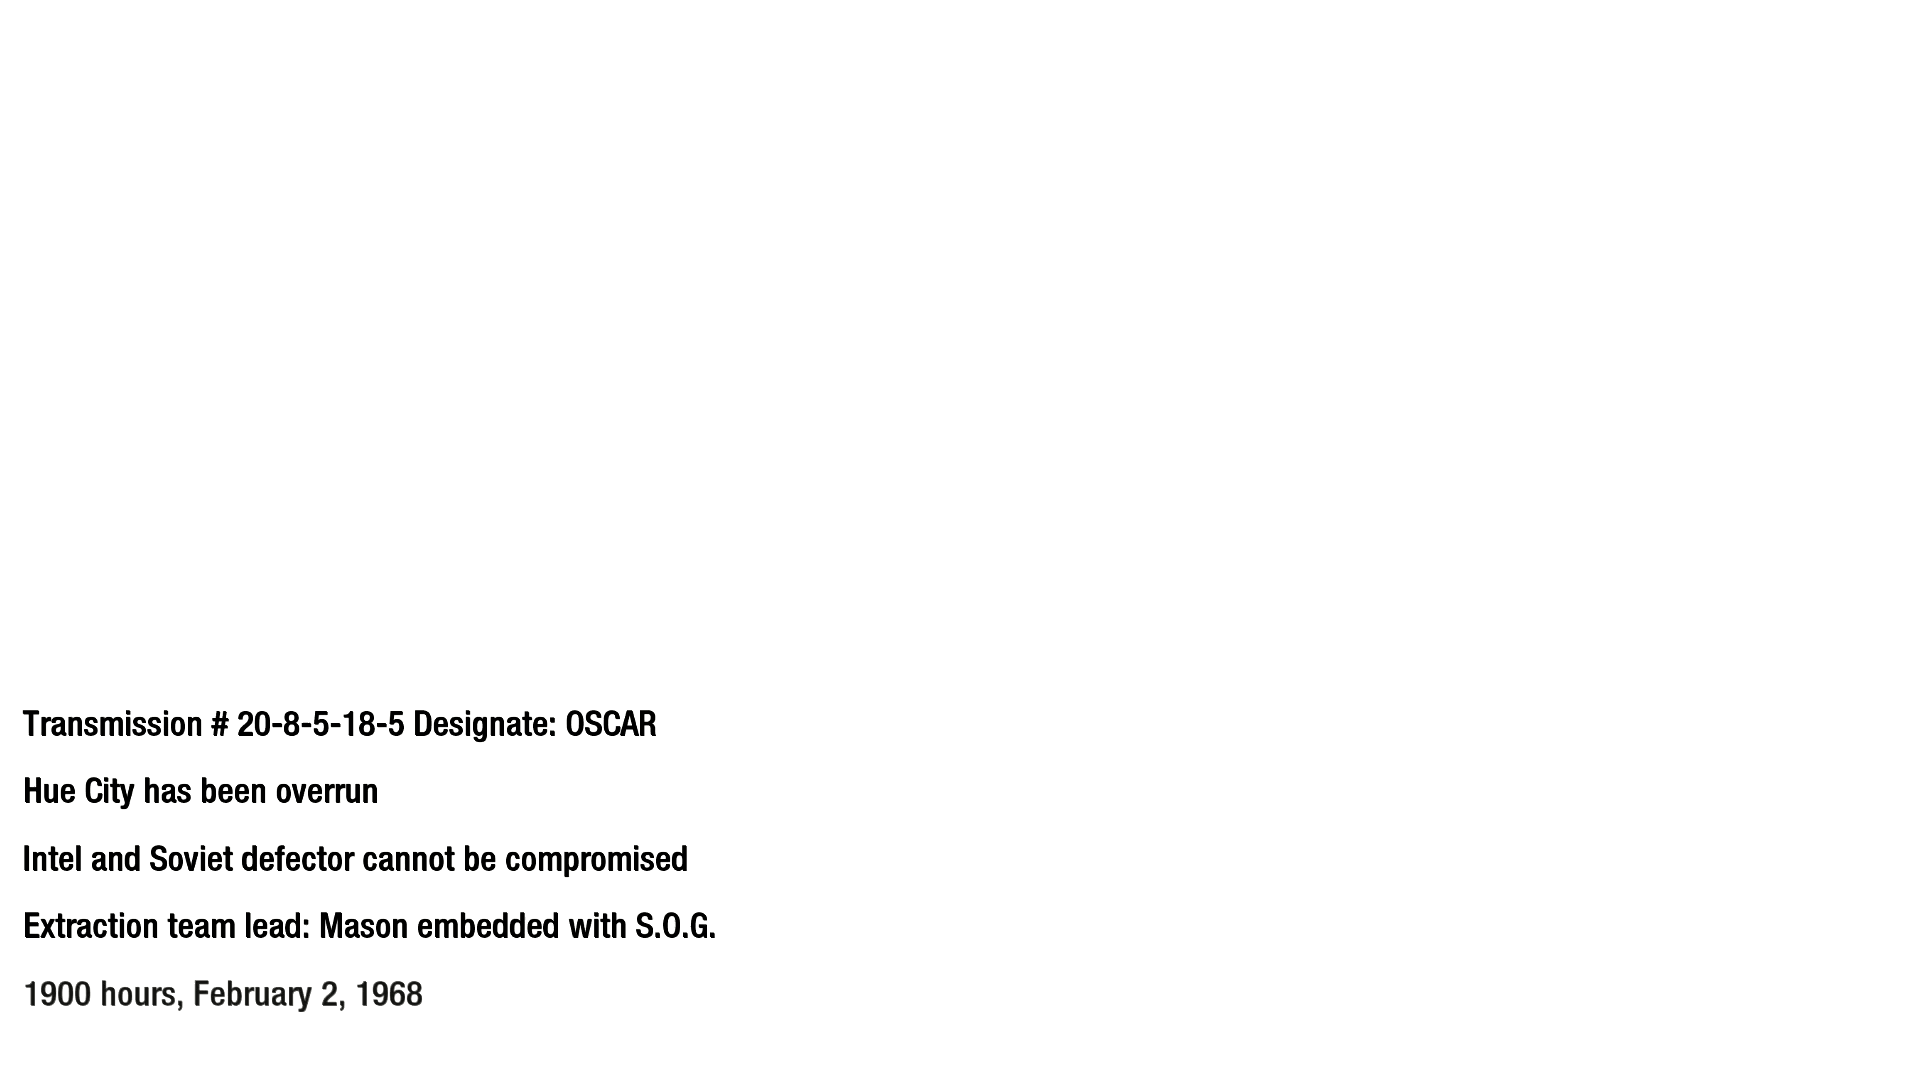 Transmission # 20-8-5-18-5 Designate: OSCAR
Hue City has been overrun
Intel and Soviet defector cannot be compromised
Extraction team lead: Mason embedded with S.O.G.
1900 hours, February 2, 1968